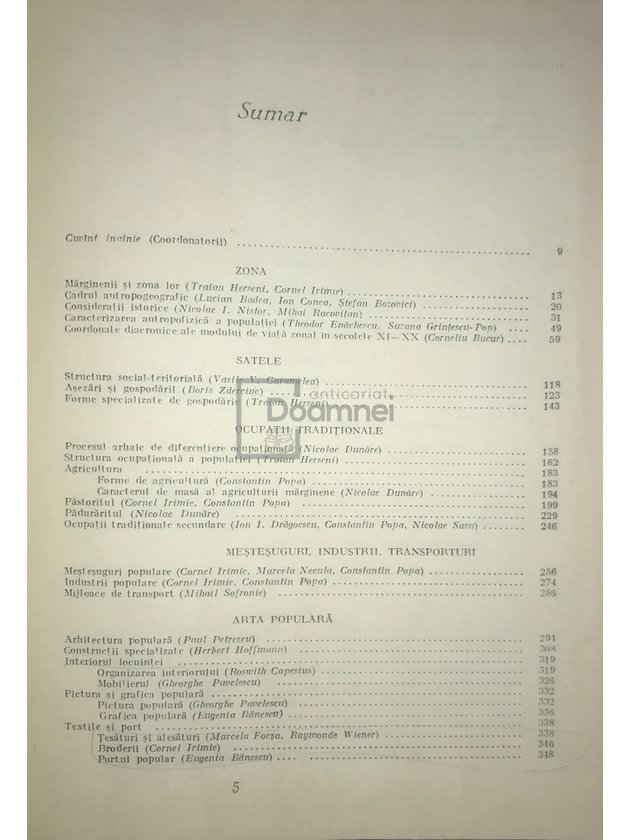 Sumar
Cuvînt înainte (Coordonatorii) 9
ZONA
Mărginenii și zona lor (Traian Herseni, Cornel Irimie) 13
Cadrul antropogeografic (Lucian Badea, Ion Conea, Ștefan Bozovici) 20
Considerații istorice (Nicolae I. Nistor, Mihai Racovițan) 31
Caracterizarea antropofizică a populației (Theodor Enăchescu, Suzana Grințescu-Pop) 49
Coordonate diacronice ale modului de viață zonal în secolele XI—XX (Corneliu Bucur) 59
SATELE
Structura social-teritorială (Vasile V. Caramelea) 118
Așezări și gospodării (Boris Zderciuc) 123
Forme specializate de gospodărie (Traian Herseni) 143
anticariat
Doamnei
OCUPAȚII TRADIȚIONALE
Procesul arhaic de diferențiere ocupațională (Nicolae Dunăre) 158
Structura ocupațională a populației (Traian Herseni) 162
Agricultura 183
Forme de agricultură (Constantin Popa) 183
Caracterul de masă al agriculturii mărginene (Nicolae Dunăre) 194
Păstoritul (Cornel Irimie, Constantin Popa) 199
Păduráritul (Nicolae Dunăre) 229
Ocupații tradiționale secundare (Ion I. Drăgoescu, Constantin Popa, Nicolae Sasu) 246
MEȘTEȘUGURI, INDUSTRII, TRANSPORTURI
Meșteșuguri populare (Cornel Irimie, Marcela Necula, Constantin Popa) 256
Industrii populare (Cornel Irimie, Constantin Popa) 274
Mijloace de transport (Mihail Sofronie) 286
ARTA POPULARĂ
Arhitectura populară (Paul Petrescu) 294
Construcții specializate (Herbert Hoffmann) 308
Interiorul locuinței 319
Organizarea interiorului (Roswith Capesius) 319
Mobilierul (Gheorghe Pavelescu) 326
Pictura și grafica populară 332
Pictura populară (Gheorghe Pavelescu) 332
Grafica populară (Eugenia Bănescu) 336
Textile și port 338
Țesături și alesături (Marcela Focșa, Raymonde Wiener) 338
Broderii (Cornel Irimie) 346
Portul popular (Eugenia Bănescu) 348
5